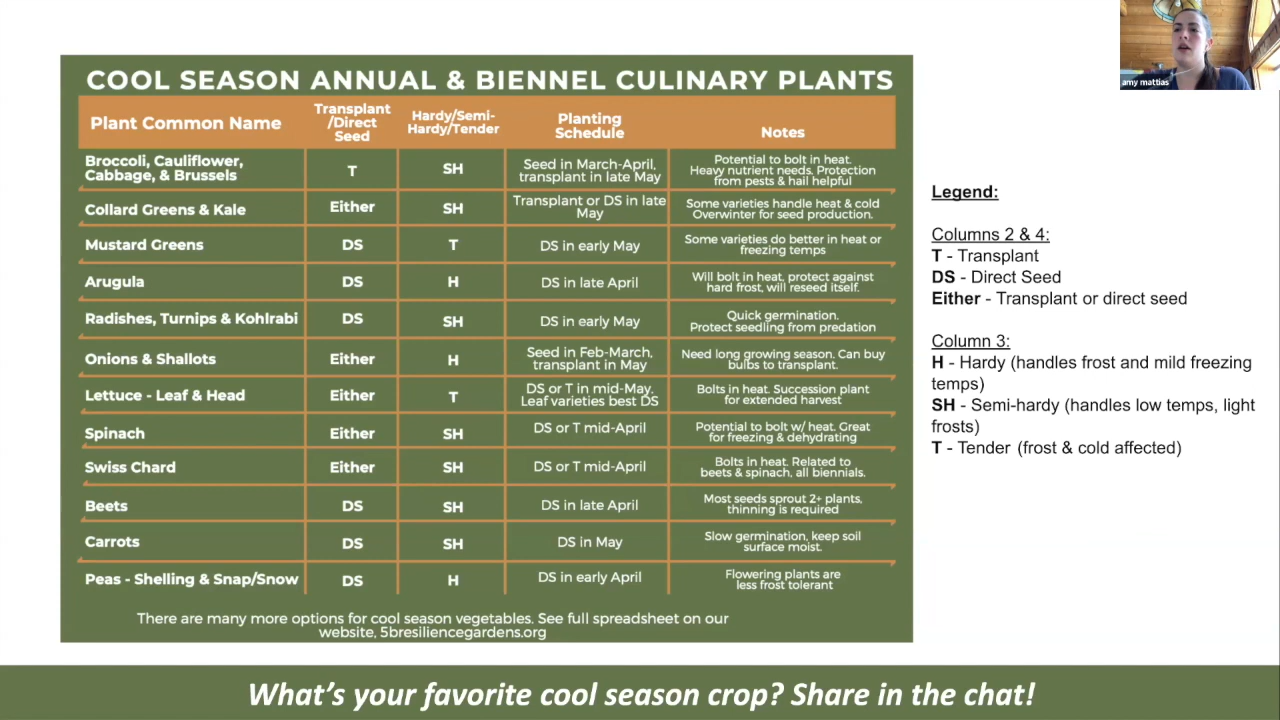 amy mattias
COOL SEASON ANNUAL & BIENNEL CULINARY PLANTS
Plant Common Name
Transplant
/Direct
Seed
Hardy/Semi-
Hardy/Tender
Planting
Schedule
Notes
Broccoli, Cauliflower,
Cabbage, & Brussels
T
SH
Seed in March-April,
transplant in late May
Potential to bolt in heat.
Heavy nutrient needs. Protection
from pests & hail helpful
Collard Greens & Kale
Either
SH
Transplant or DS in late
May
Some varieties handle heat & cold
Overwinter for seed production.
Mustard Greens
DS
T
DS in early May
Some varieties do better in heat or
freezing temps
Arugula
DS
H
DS in late April
Will bolt in heat, protect against
hard frost, will reseed itself.
Radishes, Turnips & Kohlrabi
DS
SH
DS in early May
Quick germination.
Protect seedling from predation
Onions & Shallots
Either
H
Seed in Feb-March,
transplant in May
Need long growing season. Can buy
bulbs to transplant.
Lettuce - Leaf & Head
Either
T
DS or T in mid-May,
Leaf varieties best DS
Bolts in heat. Succession plant
for extended harvest
Spinach
Either
SH
DS or T mid-April
Potential to bolt w/ heat. Great
for freezing & dehydrating
Swiss Chard
Either
SH
DS or T mid-April
Bolts in heat. Related to
beets & spinach, all biennials.
Beets
DS
SH
DS in late April
Most seeds sprout 2+ plants,
thinning is required
Carrots
DS
SH
DS in May
Slow germination, keep soil
surface moist.
Peas - Shelling & Snap/Snow
DS
H
DS in early April
Flowering plants are
less frost tolerant
There are many more options for cool season vegetables. See full spreadsheet on our
website, 5bresiliencegardens.org
Legend:
Columns 2 & 4:
T - Transplant
DS - Direct Seed
Either - Transplant or direct seed
Column 3:
H - Hardy (handles frost and mild freezing
temps)
SH - Semi-hardy (handles low temps, light
frosts)
T - Tender (frost & cold affected)
What's your favorite cool season crop? Share in the chat!